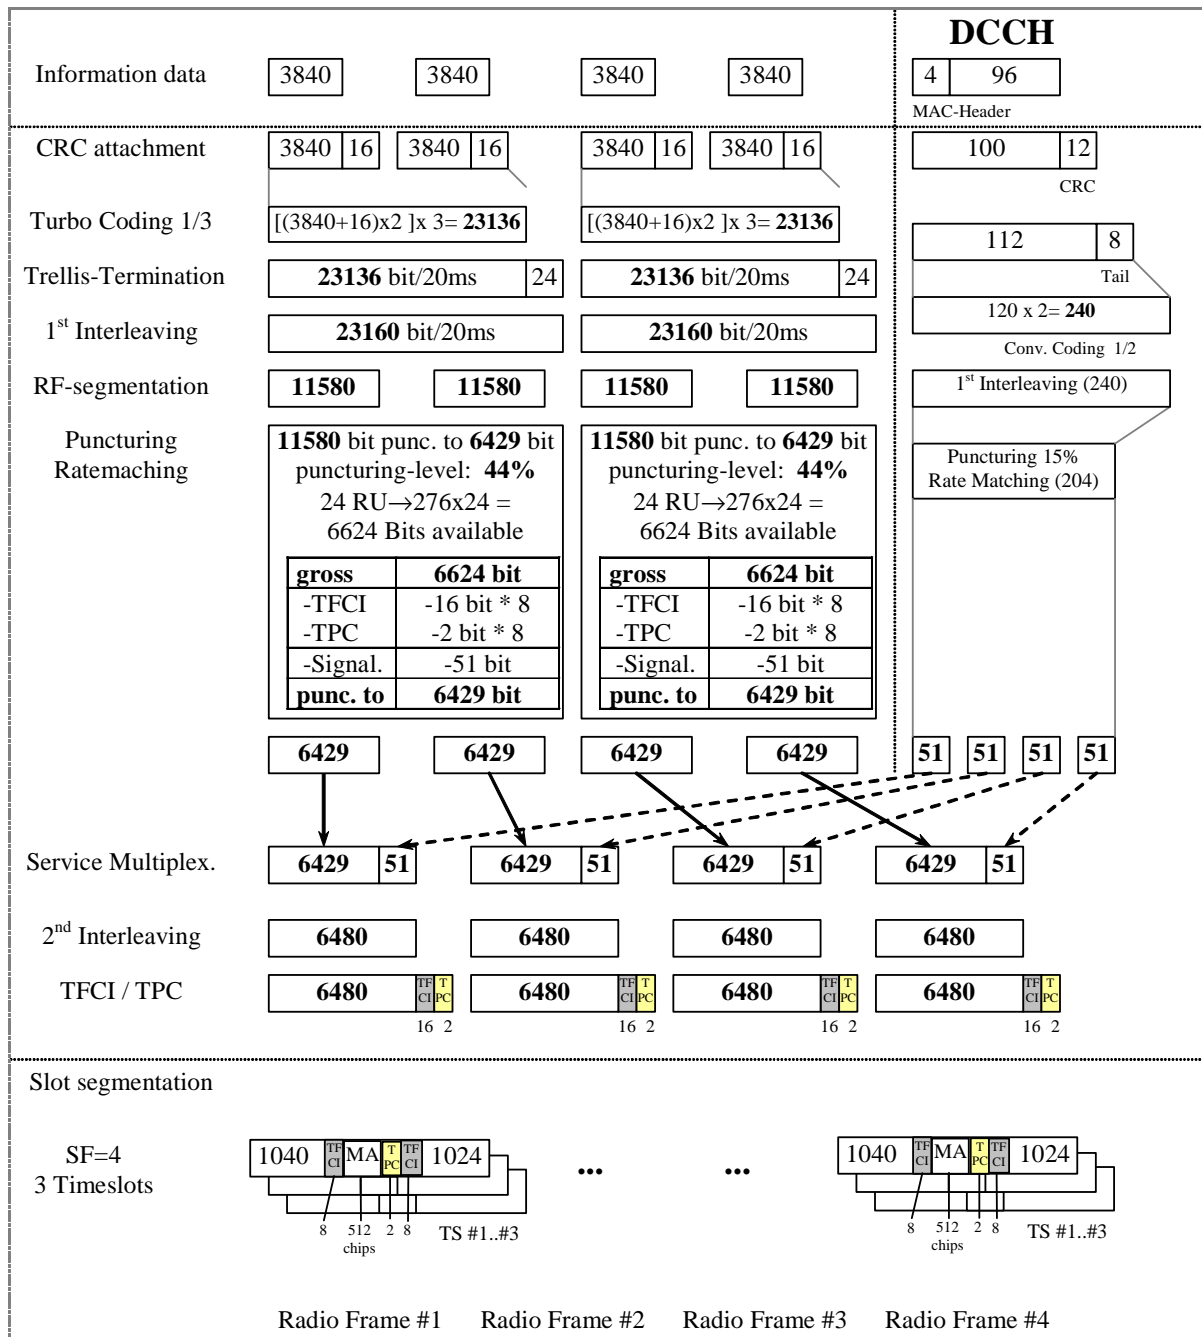 DCCH
Information data 3840 3840 3840 3840 4 96
MAC-Header
CRC attachment 3840 16 3840 16 3840 16 3840 16 100 12
CRC
Turbo Coding 1/3 [(3840+16)x2 ]x 3= 23136 [(3840+16)x2 ]x 3= 23136
112 8
Tail
Trellis-Termination 23136 bit/20ms 24 23136 bit/20ms 24
120 x 2= 240
1st Interleaving 23160 bit/20ms 23160 bit/20ms
Conv. Coding 1/2
RF-segmentation 11580 11580 11580 11580 1st Interleaving (240)
Puncturing
Ratemaching
11580 bit punc. to 6429 bit
puncturing-level: 44%
24 RU→276x24 =
6624 Bits available
gross 6624 bit
-TFCI -16 bit * 8
-TPC -2 bit * 8
-Signal. -51 bit
punc. to 6429 bit
11580 bit punc. to 6429 bit
puncturing-level: 44%
24 RU→276x24 =
6624 Bits available
gross 6624 bit
-TFCI -16 bit * 8
-TPC -2 bit * 8
-Signal. -51 bit
punc. to 6429 bit
Puncturing 15%
Rate Matching (204)
6429 6429 6429 6429 51 51 51 51
Service Multiplex. 6429 51 6429 51 6429 51 6429 51
2nd Interleaving 6480 6480 6480 6480
TFCI / TPC 6480 TF CI T PC 6480 TF CI T PC 6480 TF CI T PC 6480 TF CI T PC
16 2 16 2 16 2 16 2
Slot segmentation
SF=4
3 Timeslots
1040 TF CI MA T PC TF CI 1024 ... ... 1040 TF CI MA T PC TF CI 1024
8 512 2 8 TS #1..#3 8 512 2 8 TS #1..#3
chips chips
Radio Frame #1 Radio Frame #2 Radio Frame #3 Radio Frame #4